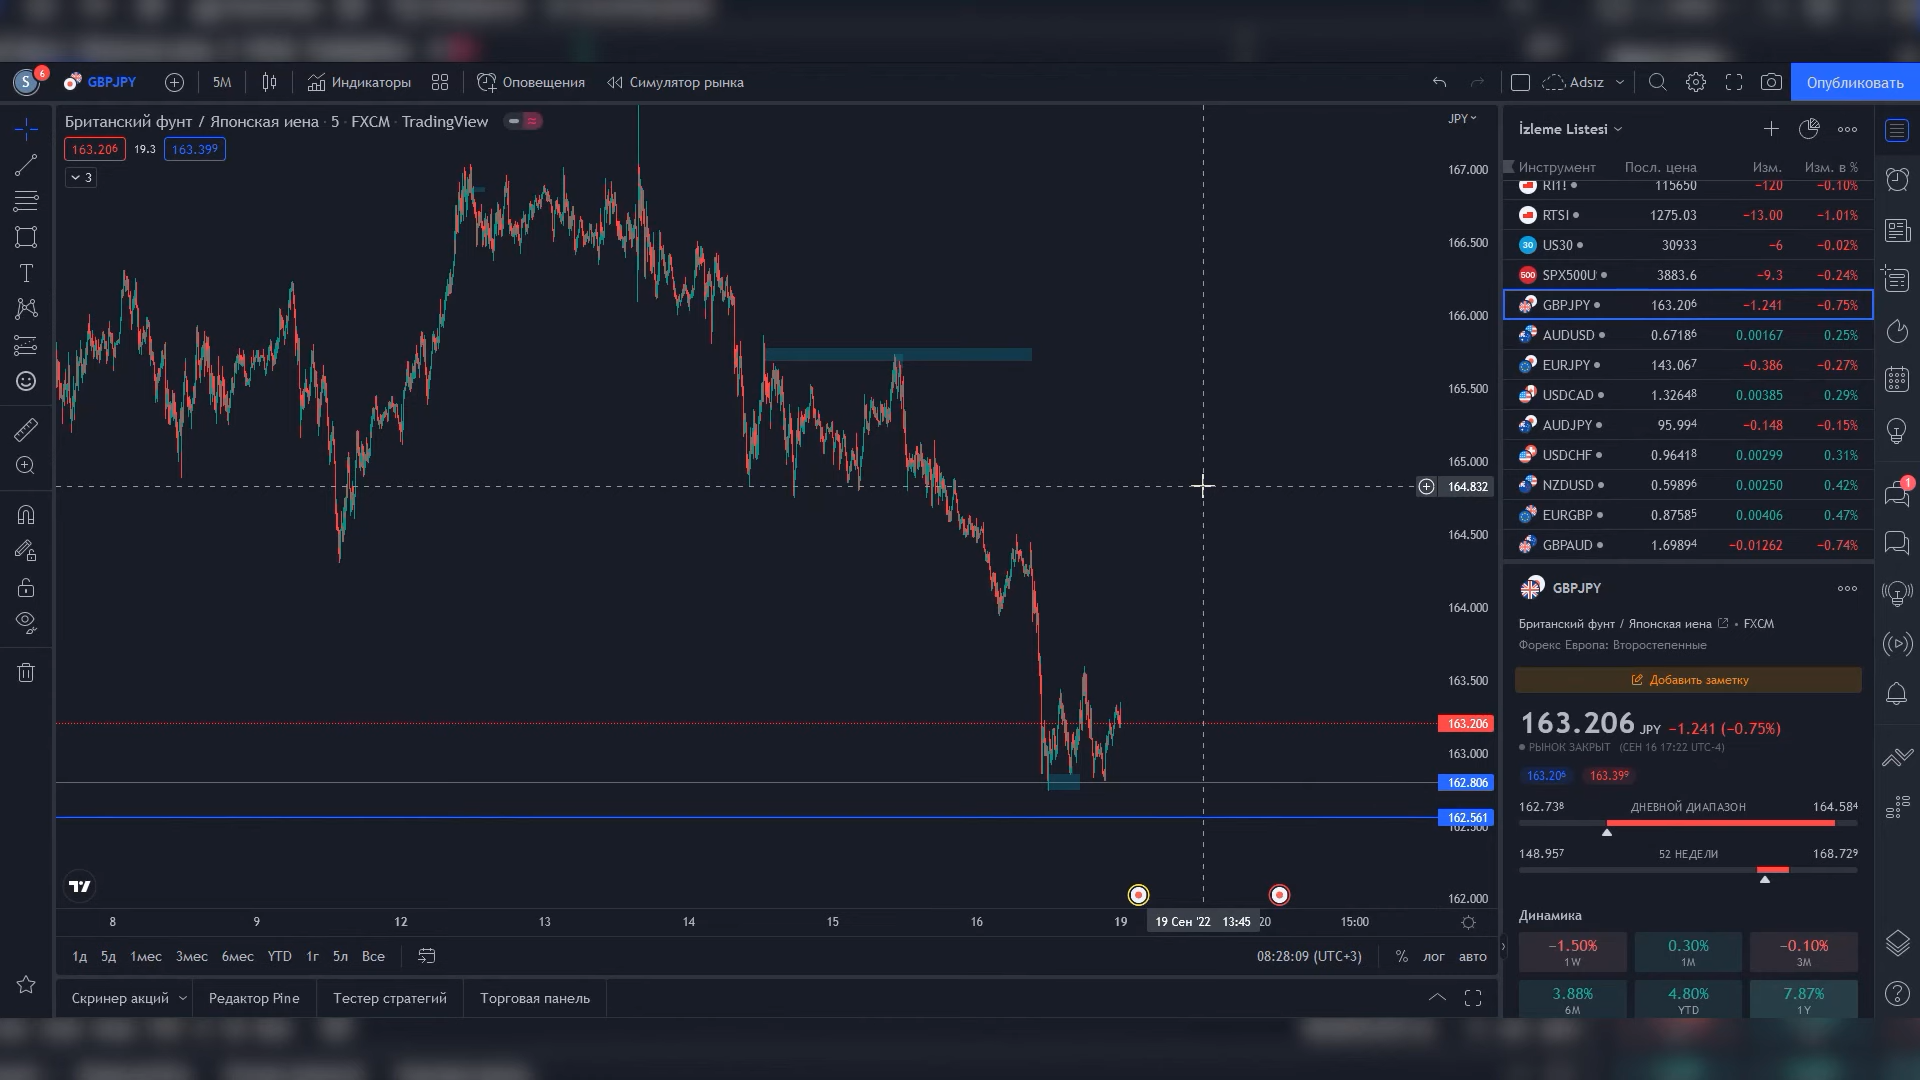 S 6 GBPJPY 5М Индикаторы Оповещения Симулятор рынка Adsız Опубликовать
Британский фунт / Японская иена · 5 · FXCM · TradingView
163.206 19.3 163.399
3
JPY
167.000
166.500
166.000
165.500
165.000
164.832
164.500
164.000
163.500
163.206
163.000
162.806
162.561
162.500
162.000
8 9 12 13 14 15 16 19 19 Сен '22 13:45 20 15:00
1д 5д 1мес 3мес 6мес YTD 1г 5л Все 08:28:09 (UTC+3) % лог авто
Скринер акций Редактор Pine Тестер стратегий Торговая панель
İzleme Listesi
Инструмент Посл. цена Изм. Изм. в %
RI1! 115650 −120 −0.10%
RTSI 1275.03 −13.00 −1.01%
30 US30 30933 −6 −0.02%
500 SPX500U 3883.6 −9.3 −0.24%
GBPJPY 163.206 −1.241 −0.75%
AUDUSD 0.67186 0.00167 0.25%
EURJPY 143.067 −0.386 −0.27%
USDCAD 1.32648 0.00385 0.29%
AUDJPY 95.994 −0.148 −0.15%
USDCHF 0.96418 0.00299 0.31%
NZDUSD 0.59896 0.00250 0.42%
EURGBP 0.87585 0.00406 0.47%
GBPAUD 1.69894 −0.01262 −0.74%
GBPJPY
Британский фунт / Японская иена • FXCM
Форекс Европа: Второстепенные
Добавить заметку
163.206 JPY −1.241 (−0.75%)
РЫНОК ЗАКРЫТ (СЕН 16 17:22 UTC-4)
163.206 163.399
162.738 ДНЕВНОЙ ДИАПАЗОН 164.584
148.957 52 НЕДЕЛИ 168.729
Динамика
−1.50% 0.30% −0.10%
1W 1M 3M
3.88% 4.80% 7.87%
6M YTD 1Y
1